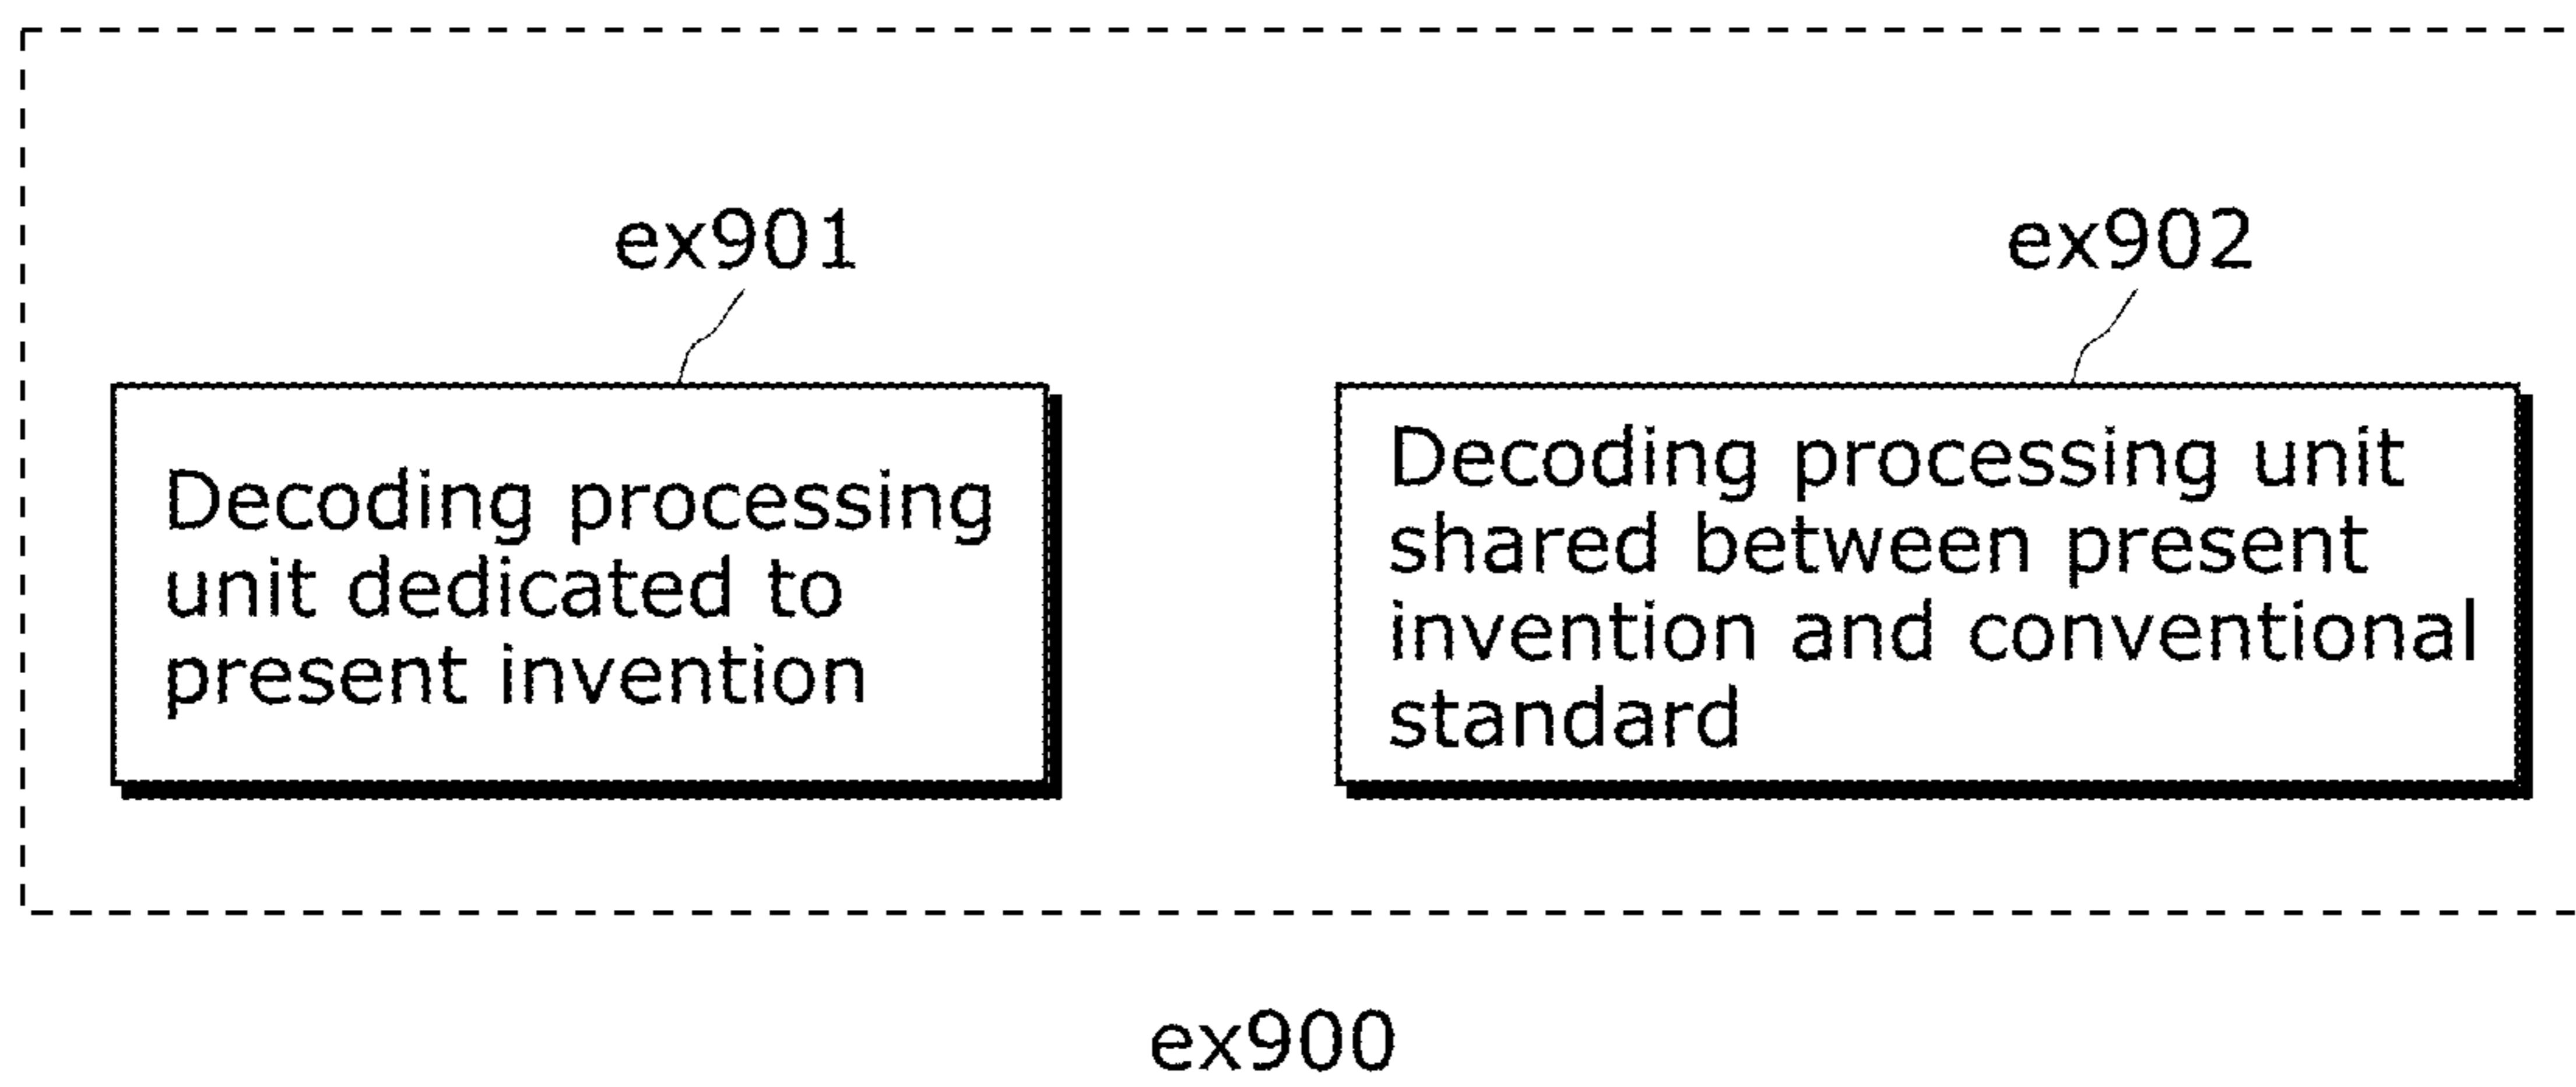 ex901
ex902
Decoding processing
unit dedicated to
present invention
Decoding processing unit
shared between present
invention and conventional
standard
ex900